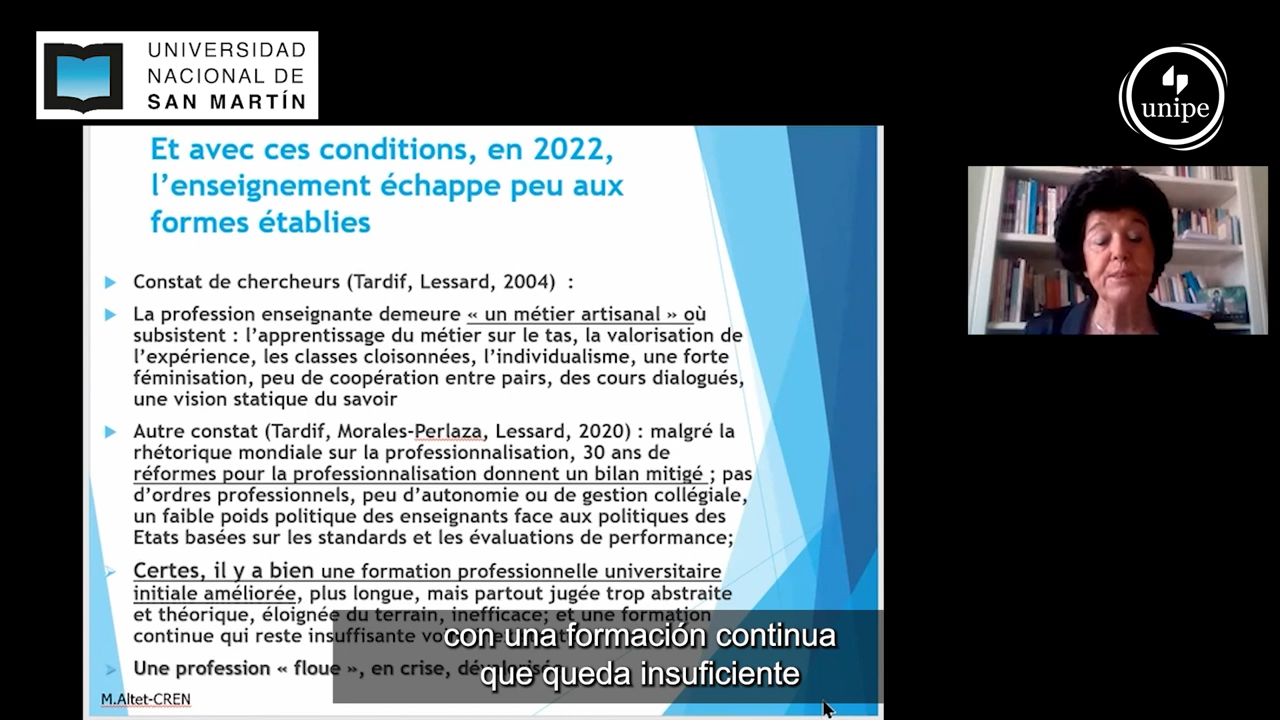 UNIVERSIDAD
NACIONAL DE
SAN MARTÍN
unipe
Et avec ces conditions, en 2022,
l’enseignement échappe peu aux
formes établies
Constat de chercheurs (Tardif, Lessard, 2004) :
La profession enseignante demeure « un métier artisanal » où
subsistent : l’apprentissage du métier sur le tas, la valorisation de
l’expérience, les classes cloisonnées, l’individualisme, une forte
féminisation, peu de coopération entre pairs, des cours dialogués,
une vision statique du savoir
Autre constat (Tardif, Morales-Perlaza, Lessard, 2020) : malgré la
rhétorique mondiale sur la professionnalisation, 30 ans de
réformes pour la professionnalisation donnent un bilan mitigé ; pas
d’ordres professionnels, peu d’autonomie ou de gestion collégiale,
un faible poids politique des enseignants face aux politiques des
Etats basées sur les standards et les évaluations de performance;
Certes, il y a bien une formation professionnelle universitaire
initiale améliorée, plus longue, mais partout jugée trop abstraite
et théorique, éloignée du terrain, inefficace; et une formation
continue qui reste insuffisante
Une profession « floue », en crise, dévalorisée
M.Altet-CREN
con una formación continua
que queda insuficiente